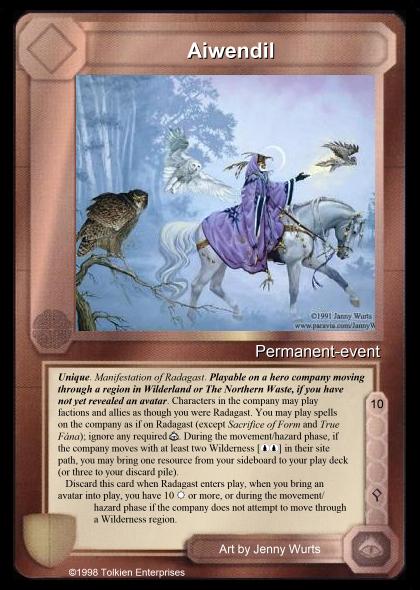 Aiwendil
©1991 Janny Wurts
www.paravia.com/JannyW
Permanent-event
Unique. Manifestation of Radagast. Playable on a hero company moving
through a region in Wilderland or The Northern Waste, if you have
not yet revealed an avatar. Characters in the company may play
factions and allies as though you were Radagast. You may play spells
on the company as if on Radagast (except Sacrifice of Form and True
Fána); ignore any required . During the movement/hazard phase, if
the company moves with at least two Wilderness [ ] in their site
path, you may bring one resource from your sideboard to your play deck
(or three to your discard pile).
Discard this card when Radagast enters play, when you bring an
avatar into play, you have 10 or more, or during the movement/
hazard phase if the company does not attempt to move through
a Wilderness region.
10
Art by Jenny Wurts
©1998 Tolkien Enterprises